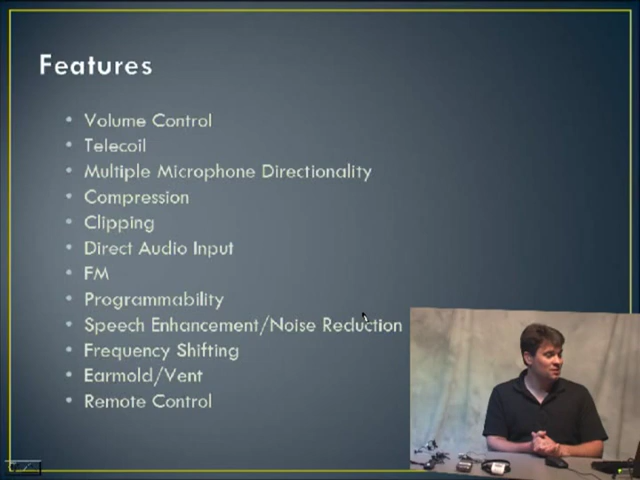 Features
Volume Control
Telecoil
Multiple Microphone Directionality
Compression
Clipping
Direct Audio Input
FM
Programmability
Speech Enhancement/Noise Reduction
Frequency Shifting
Earmold/Vent
Remote Control